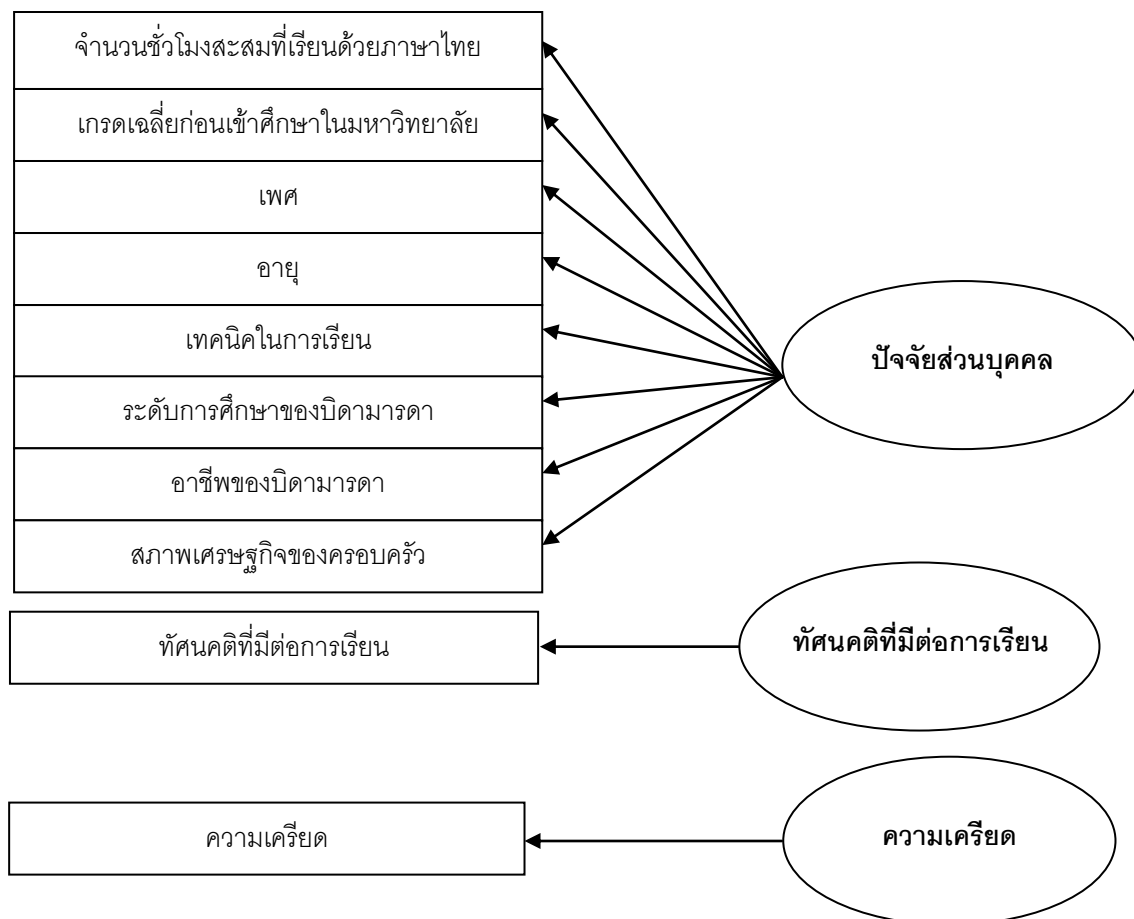 จำนวนชั่วโมงสะสมที่เรียนด้วยภาษาไทย
เกรดเฉลี่ยก่อนเข้าศึกษาในมหาวิทยาลัย
เพศ
อายุ
เทคนิคในการเรียน
ระดับการศึกษาของบิดามารดา
อาชีพของบิดามารดา
สภาพเศรษฐกิจของครอบครัว
ปัจจัยส่วนบุคคล
ทัศนคติที่มีต่อการเรียน
ทัศนคติที่มีต่อการเรียน
ความเครียด
ความเครียด